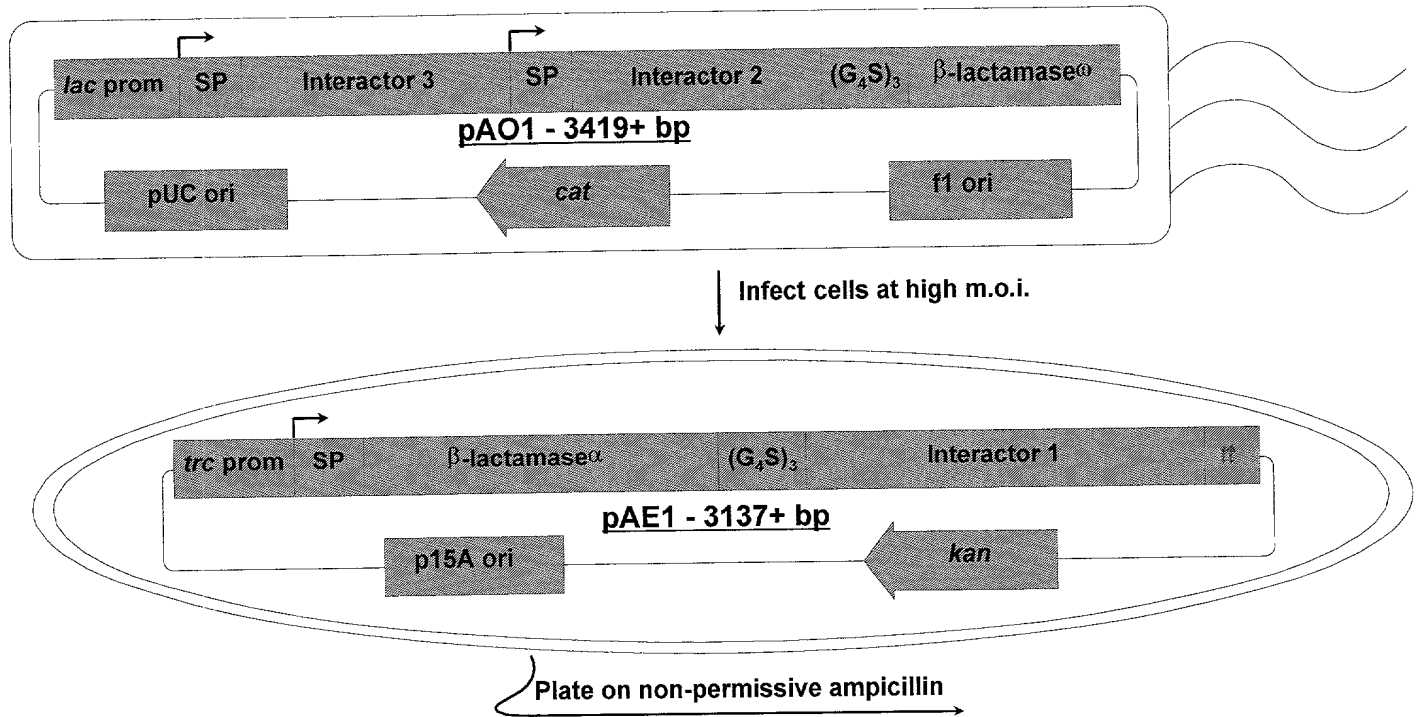 lac prom SP Interactor 3 SP Interactor 2 (G₄S)₃ β-lactamaseω
pAO1 - 3419+ bp
pUC ori cat f1 ori
Infect cells at high m.o.i.
trc prom SP β-lactamaseα (G₄S)₃ Interactor 1
pAE1 - 3137+ bp
p15A ori kan
Plate on non-permissive ampicillin